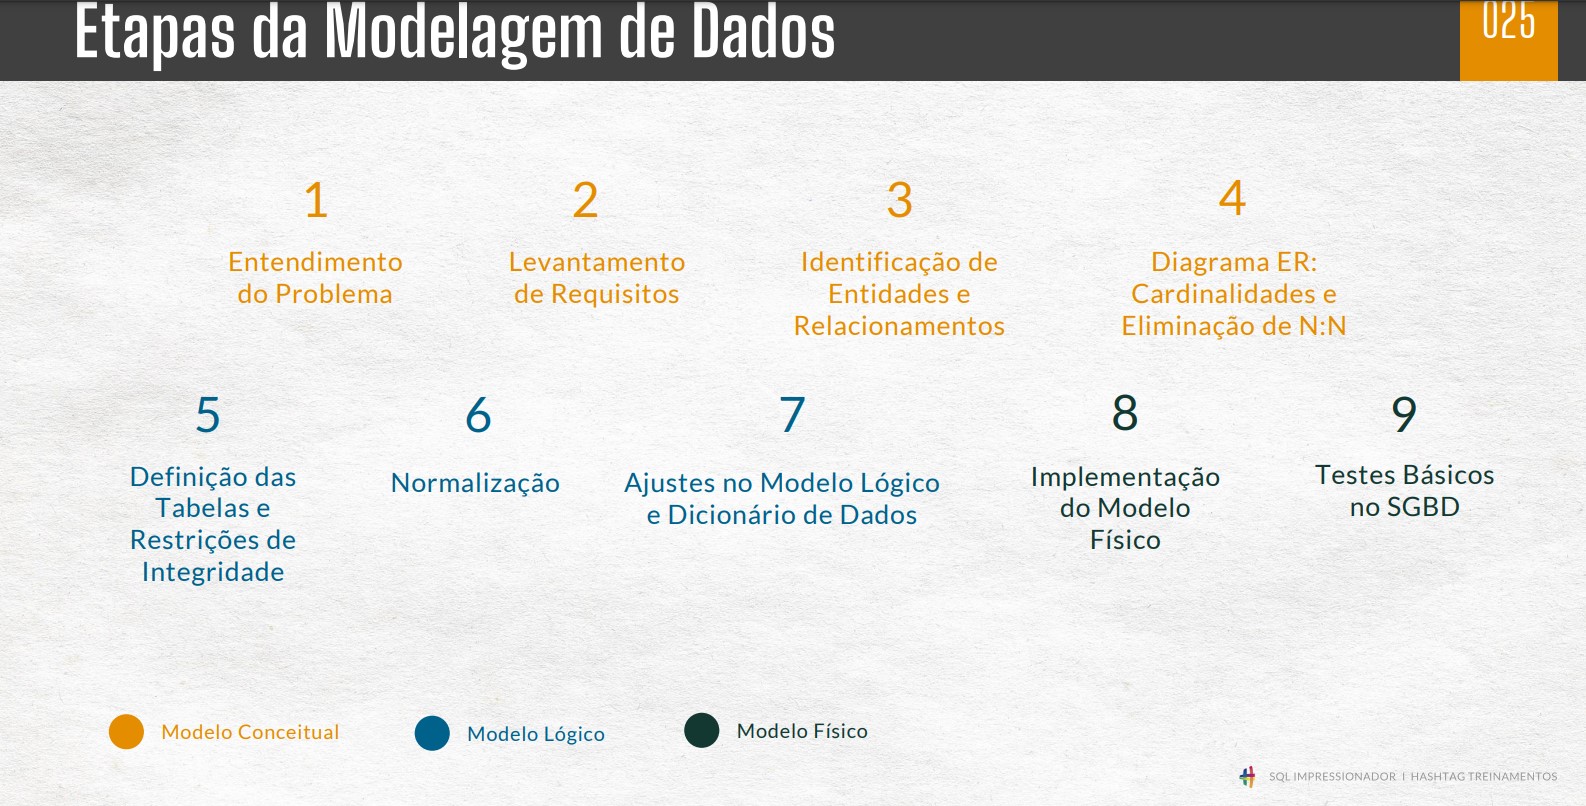 Etapas da Modelagem de Dados
025
1
Entendimento
do Problema
2
Levantamento
de Requisitos
3
Identificação de
Entidades e
Relacionamentos
4
Diagrama ER:
Cardinalidades e
Eliminação de N:N
5
Definição das
Tabelas e
Restrições de
Integridade
6
Normalização
7
Ajustes no Modelo Lógico
e Dicionário de Dados
8
Implementação
do Modelo
Físico
9
Testes Básicos
no SGBD
Modelo Conceitual
Modelo Lógico
Modelo Físico
SQL IMPRESSIONADOR I HASHTAG TREINAMENTOS